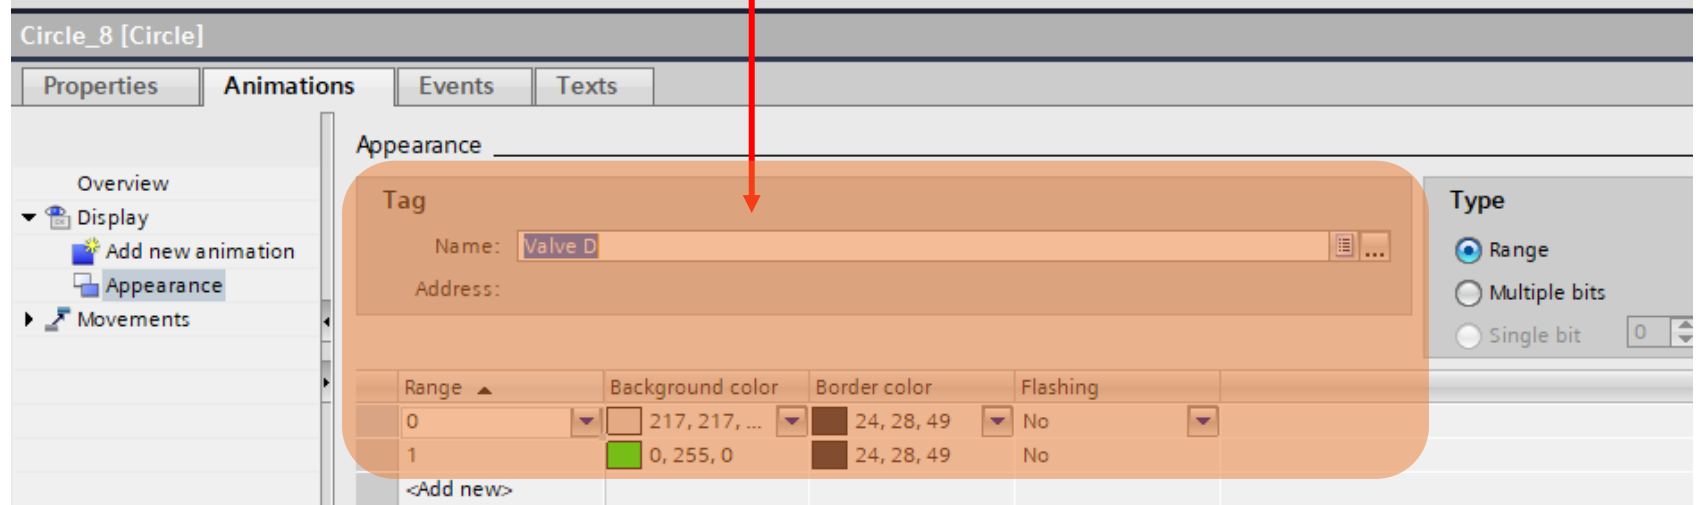 Circle_8 [Circle]
Properties Animations Events Texts
Appearance
Overview
Display
Add new animation
Appearance
Movements
Tag
Name: Valve D
...
Address:
Type
Range
Multiple bits
Single bit 0
Range Background color Border color Flashing
0 217, 217, ... 24, 28, 49 No
1 0, 255, 0 24, 28, 49 No
<Add new>